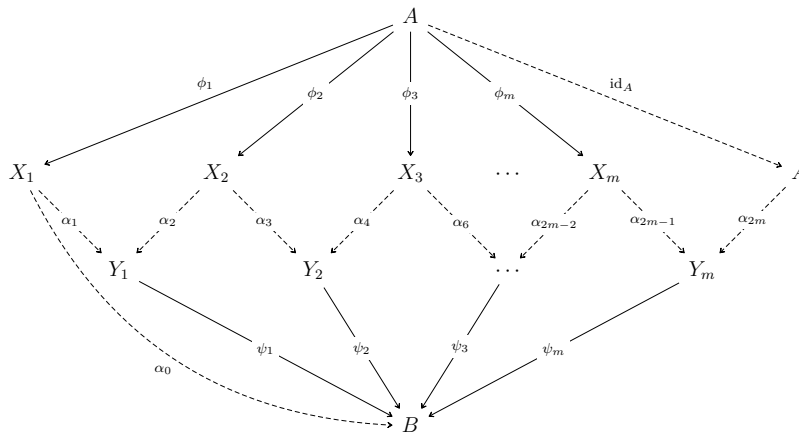 A
ϕ₁ ϕ₂ ϕ₃ ϕₘ id_A
X₁ X₂ X₃ ⋯ Xₘ
α₁ α₂ α₃ α₄ α₆ α₂ₘ₋₂ α₂ₘ₋₁ α₂ₘ
Y₁ Y₂ ⋯ Yₘ
ψ₁ ψ₂ ψ₃ ψₘ
α₀
B